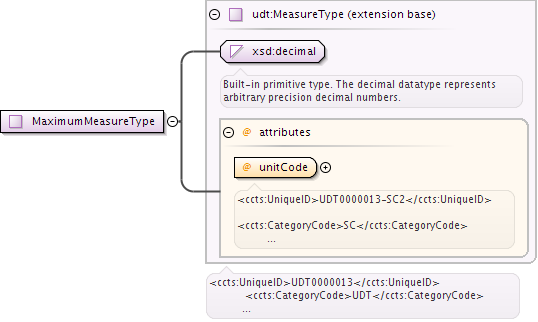 udt:MeasureType (extension base)
xsd:decimal
Built-in primitive type. The decimal datatype represents
arbitrary precision decimal numbers.
MaximumMeasureType
@ attributes
@ unitCode
<ccts:UniqueID>UDT0000013-SC2</ccts:UniqueID>
<ccts:CategoryCode>SC</ccts:CategoryCode>
...
<ccts:UniqueID>UDT0000013</ccts:UniqueID>
<ccts:CategoryCode>UDT</ccts:CategoryCode>
...